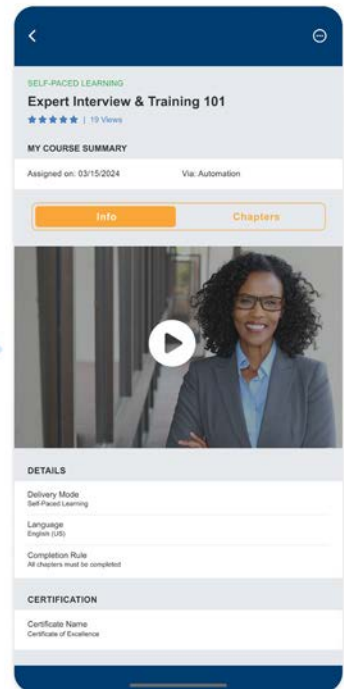 SELF-PACED LEARNING
Expert Interview & Training 101
★★★★★ | 19 Views
MY COURSE SUMMARY
Assigned on: 03/15/2024 Via: Automation
Info Chapters
DETAILS
Delivery Mode
Self-Paced Learning
Language
English (US)
Completion Rule
All chapters must be completed
CERTIFICATION
Certificate Name
Certificate of Excellence